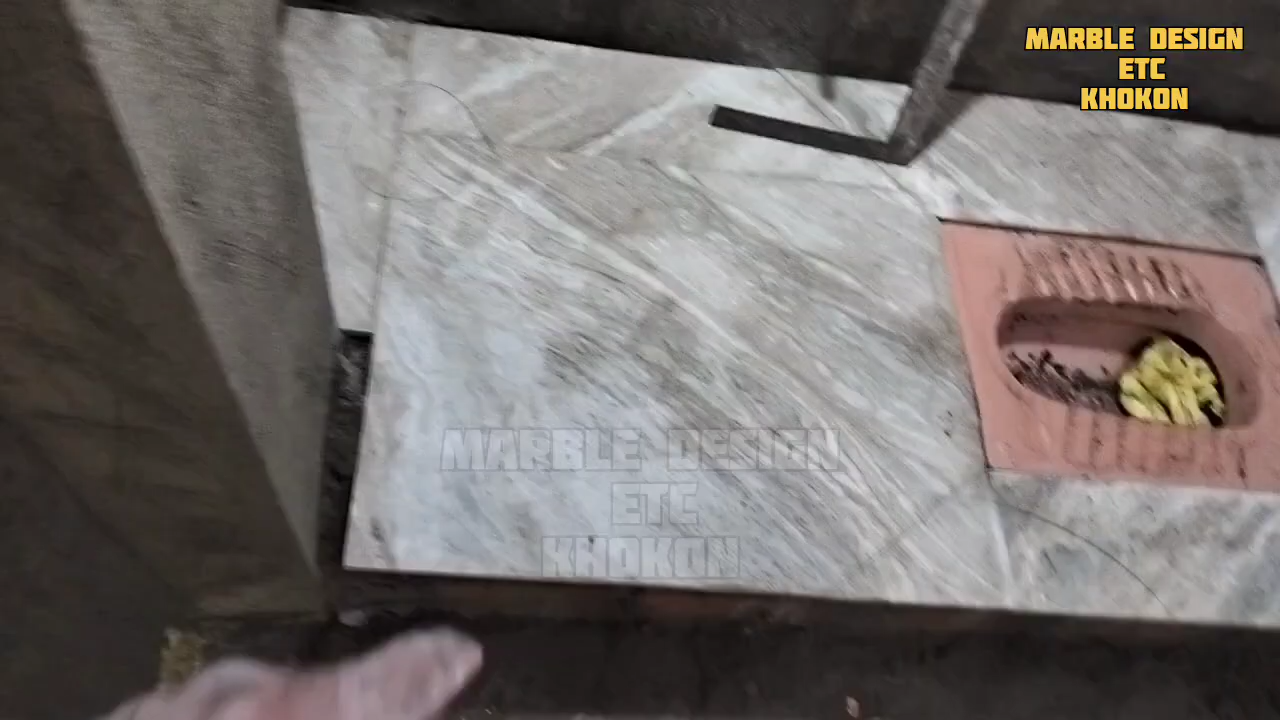 MARBLE DESIGN
ETC
KHOKON
MARBLE DESIGN
ETC
KHOKON